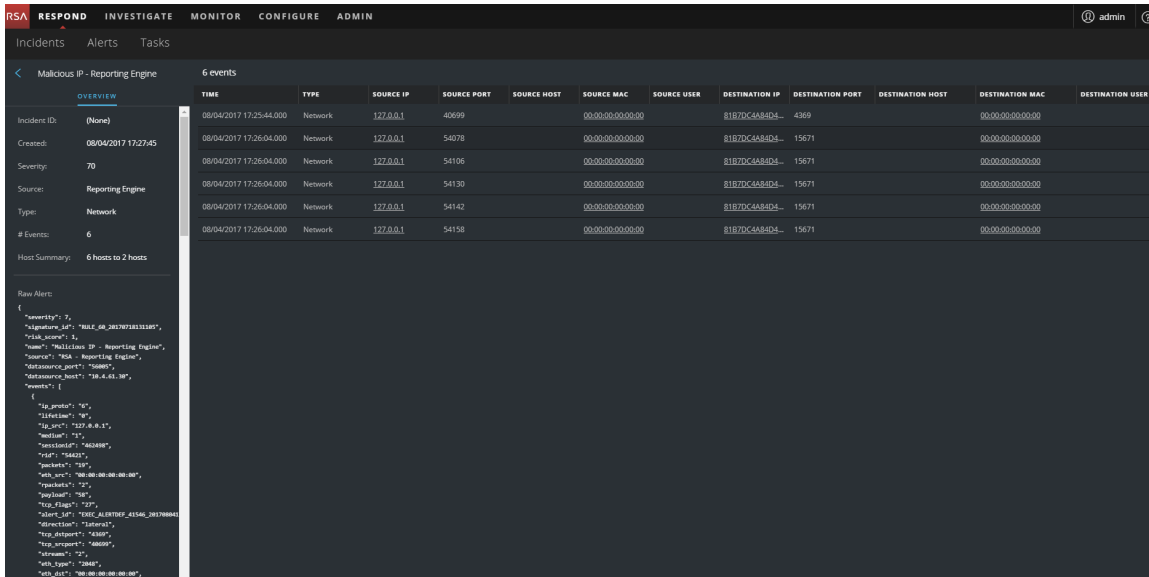 RSA RESPOND INVESTIGATE MONITOR CONFIGURE ADMIN admin
Incidents Alerts Tasks
Malicious IP - Reporting Engine
OVERVIEW
Incident ID: (None)
Created: 08/04/2017 17:27:45
Severity: 70
Source: Reporting Engine
Type: Network
# Events: 6
Host Summary: 6 hosts to 2 hosts
Raw Alert:
{
"severity": 7,
"signature_id": "RULE_60_20170718131105",
"risk_score": 1,
"name": "Malicious IP - Reporting Engine",
"source": "RSA - Reporting Engine",
"datasource_port": "56005",
"datasource_host": "10.4.61.30",
"events": [
{
"ip_proto": "6",
"lifetime": "0",
"ip_src": "127.0.0.1",
"medium": "1",
"sessionid": "462498",
"rid": "54421",
"packets": "19",
"eth_src": "00:00:00:00:00:00",
"rpackets": "2",
"payload": "58",
"tcp_flags": "27",
"alert_id": "EXEC_ALERTDEF_41546_201708041
"direction": "lateral",
"tcp_dstport": "4369",
"tcp_srcport": "40699",
"streams": "2",
"eth_type": "2048",
"eth_dst": "00:00:00:00:00:00",
6 events
TIME TYPE SOURCE IP SOURCE PORT SOURCE HOST SOURCE MAC SOURCE USER DESTINATION IP DESTINATION PORT DESTINATION HOST DESTINATION MAC DESTINATION USER
08/04/2017 17:25:44.000 Network 127.0.0.1 40699 00:00:00:00:00:00 81B7DC4A84D4... 4369 00:00:00:00:00:00
08/04/2017 17:26:04.000 Network 127.0.0.1 54078 00:00:00:00:00:00 81B7DC4A84D4... 15671 00:00:00:00:00:00
08/04/2017 17:26:04.000 Network 127.0.0.1 54106 00:00:00:00:00:00 81B7DC4A84D4... 15671 00:00:00:00:00:00
08/04/2017 17:26:04.000 Network 127.0.0.1 54130 00:00:00:00:00:00 81B7DC4A84D4... 15671 00:00:00:00:00:00
08/04/2017 17:26:04.000 Network 127.0.0.1 54142 00:00:00:00:00:00 81B7DC4A84D4... 15671 00:00:00:00:00:00
08/04/2017 17:26:04.000 Network 127.0.0.1 54158 00:00:00:00:00:00 81B7DC4A84D4... 15671 00:00:00:00:00:00